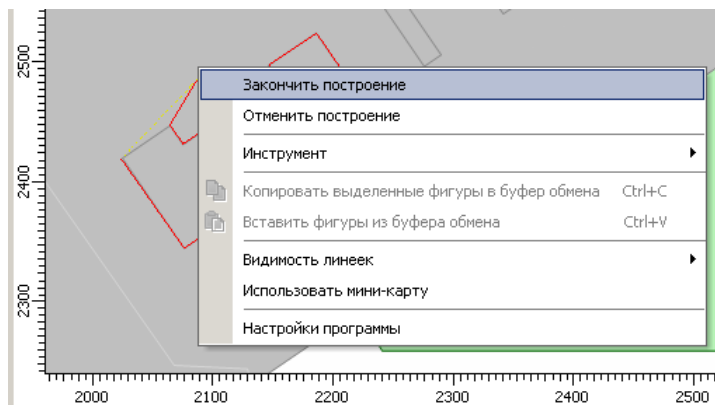 2500
Закончить построение
Отменить построение
Инструмент
2400
Копировать выделенные фигуры в буфер обмена Ctrl+C
Вставить фигуры из буфера обмена Ctrl+V
Видимость линеек
2300
Использовать мини-карту
Настройки программы
2000 2100 2200 2300 2400 2500